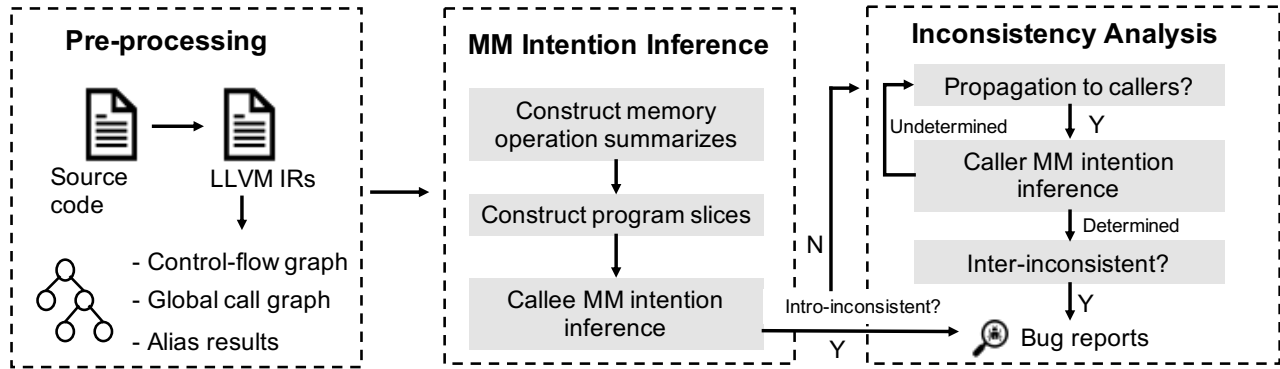 Pre-processing
Source
code
LLVM IRs
- Control-flow graph
- Global call graph
- Alias results
MM Intention Inference
Construct memory
operation summarizes
Construct program slices
Callee MM intention
inference
Intro-inconsistent?
N
Y
Inconsistency Analysis
Propagation to callers?
Undetermined
Y
Caller MM intention
inference
Determined
Inter-inconsistent?
Y
Bug reports